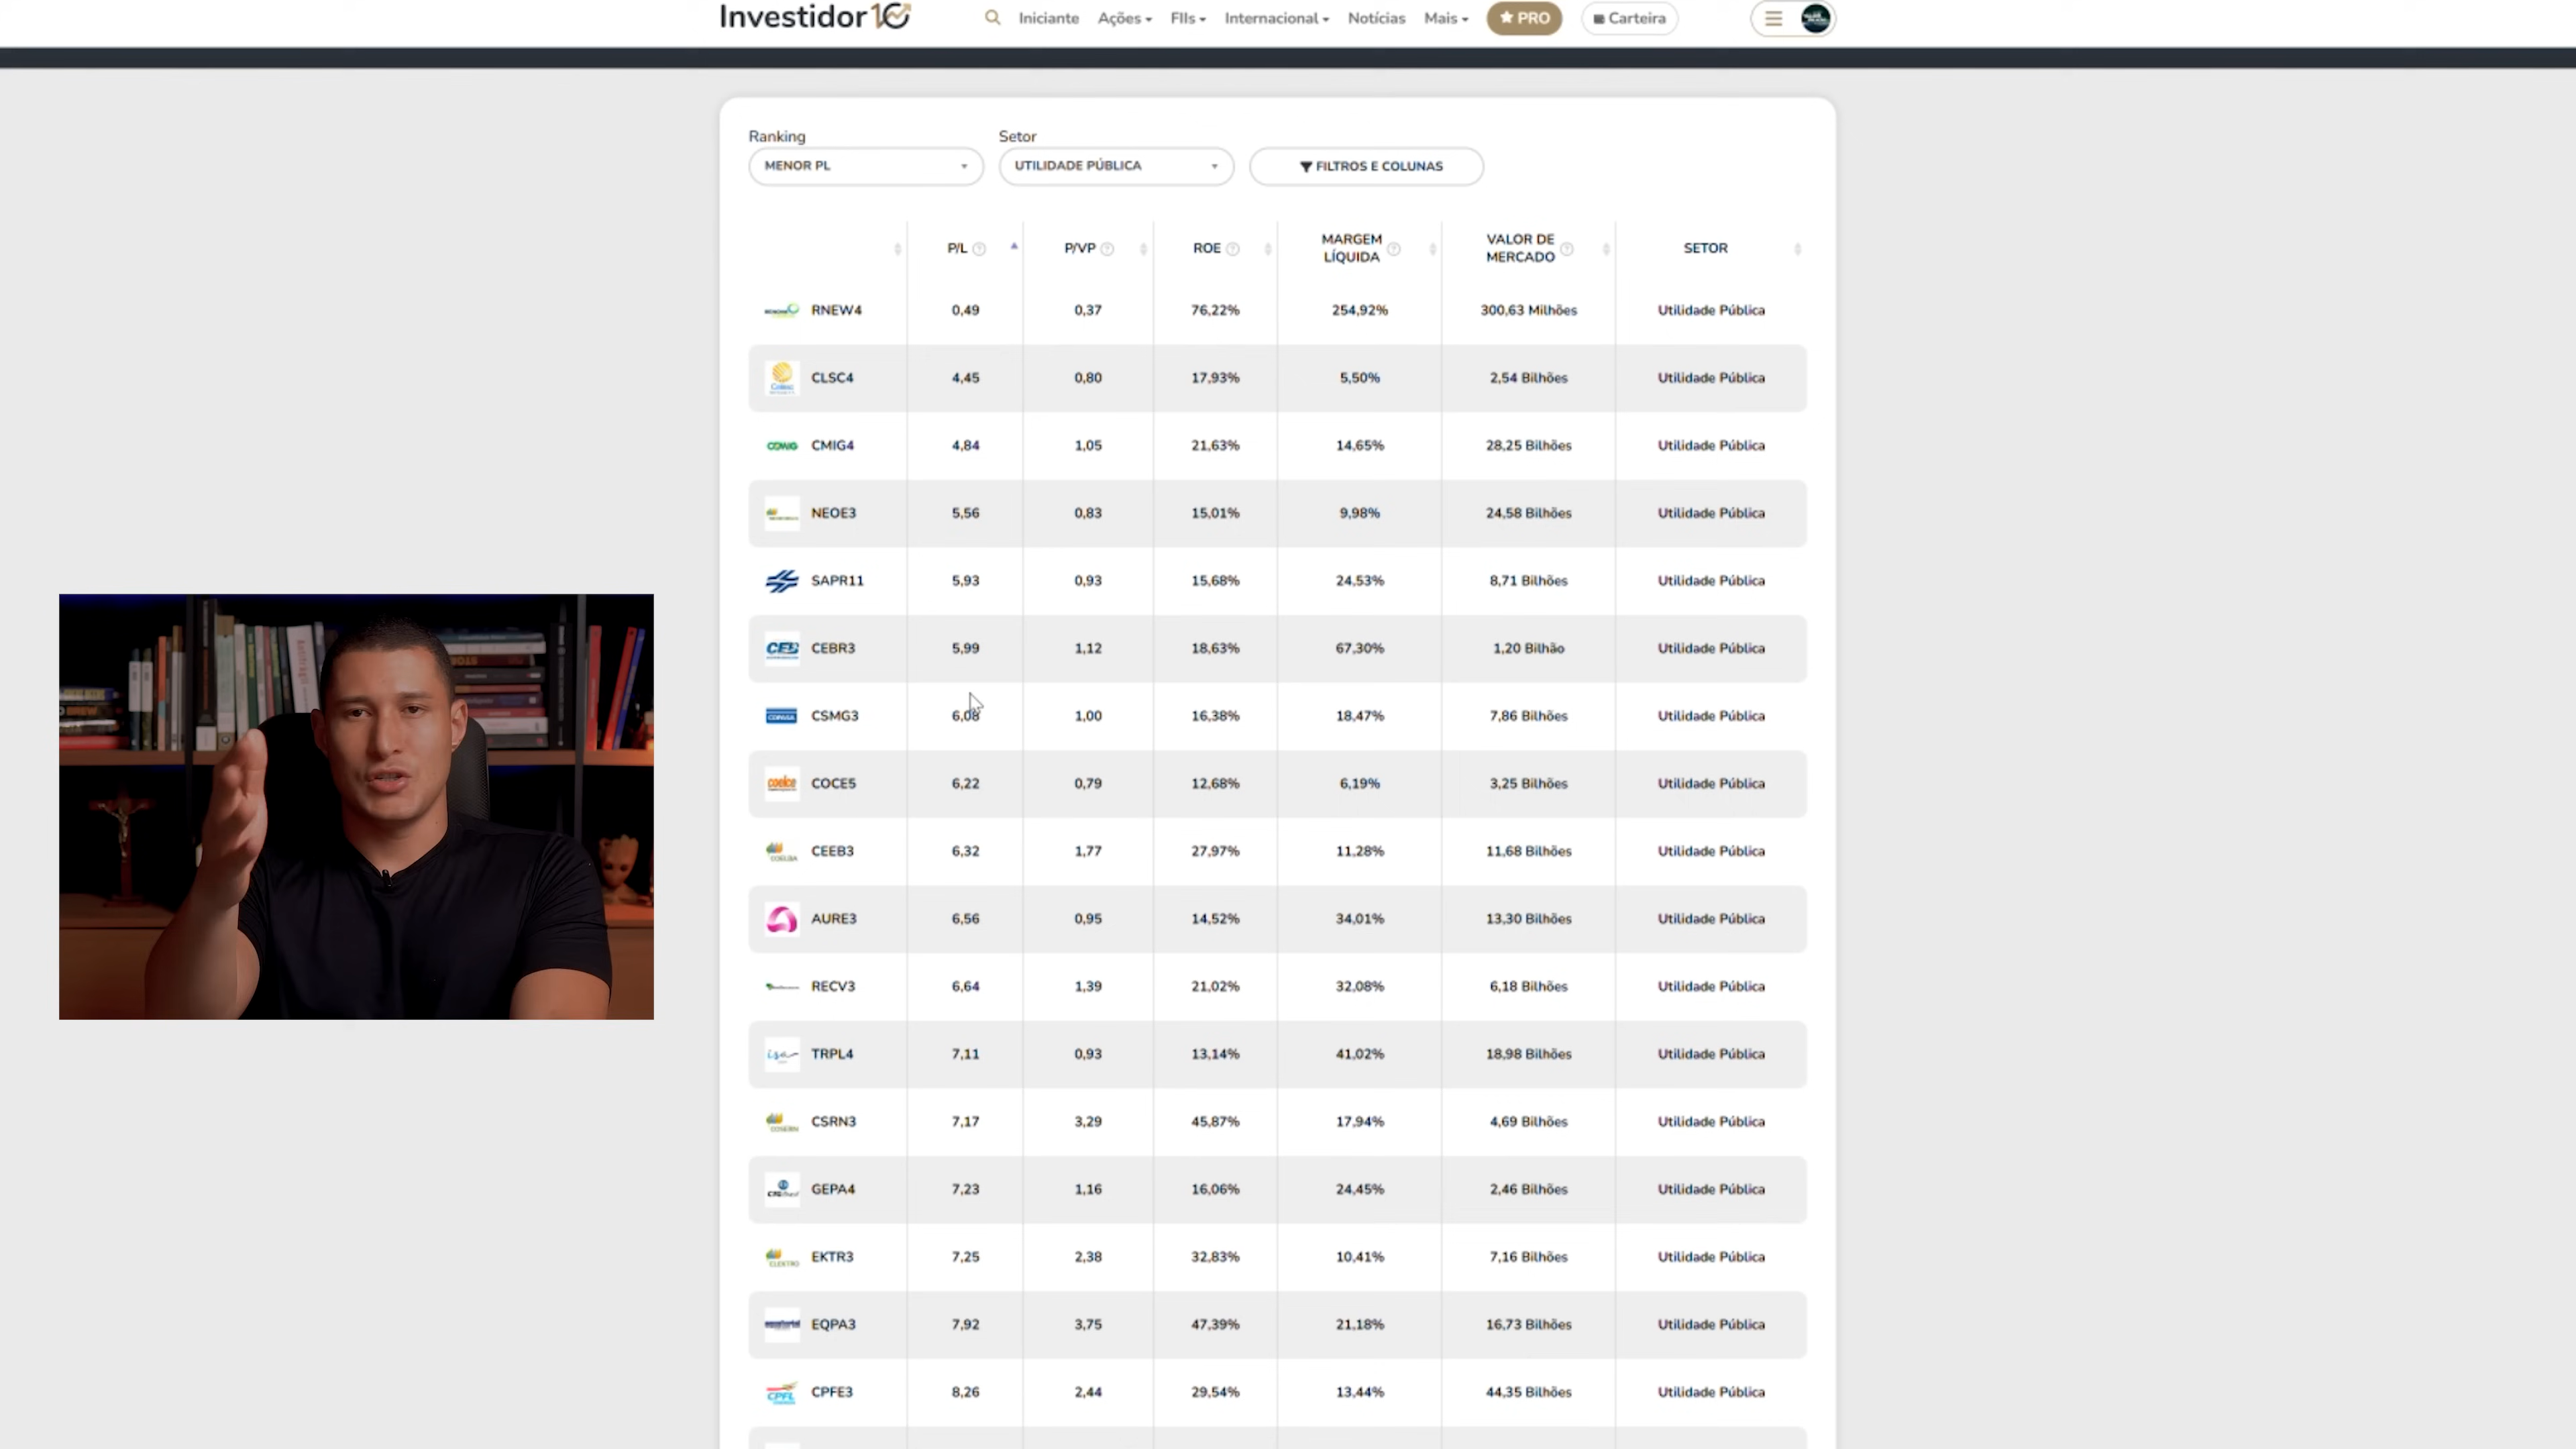 Investidor 10
Iniciante Ações FIIs Internacional Notícias Mais PRO Carteira
Ranking Setor
MENOR PL UTILIDADE PÚBLICA FILTROS E COLUNAS
P/L P/VP ROE MARGEM LÍQUIDA VALOR DE MERCADO SETOR
RNEW4 0,49 0,37 76,22% 254,92% 300,63 Milhões Utilidade Pública
CLSC4 4,45 0,80 17,93% 5,50% 2,54 Bilhões Utilidade Pública
CMIG4 4,84 1,05 21,63% 14,65% 28,25 Bilhões Utilidade Pública
NEOE3 5,56 0,83 15,01% 9,98% 24,58 Bilhões Utilidade Pública
SAPR11 5,93 0,93 15,68% 24,53% 8,71 Bilhões Utilidade Pública
CEB CEBR3 5,99 1,12 18,63% 67,30% 1,20 Bilhão Utilidade Pública
COPASA CSMG3 6,08 1,00 16,38% 18,47% 7,86 Bilhões Utilidade Pública
coelce COCE5 6,22 0,79 12,68% 6,19% 3,25 Bilhões Utilidade Pública
COELBA CEEB3 6,32 1,77 27,97% 11,28% 11,68 Bilhões Utilidade Pública
AURE3 6,56 0,95 14,52% 34,01% 13,30 Bilhões Utilidade Pública
RECV3 6,64 1,39 21,02% 32,08% 6,18 Bilhões Utilidade Pública
isa TRPL4 7,11 0,93 13,14% 41,02% 18,98 Bilhões Utilidade Pública
COSERN CSRN3 7,17 3,29 45,87% 17,94% 4,69 Bilhões Utilidade Pública
GEPA4 7,23 1,16 16,06% 24,45% 2,46 Bilhões Utilidade Pública
ELEKTRO EKTR3 7,25 2,38 32,83% 10,41% 7,16 Bilhões Utilidade Pública
EQPA3 7,92 3,75 47,39% 21,18% 16,73 Bilhões Utilidade Pública
CPFL CPFE3 8,26 2,44 29,54% 13,44% 44,35 Bilhões Utilidade Pública